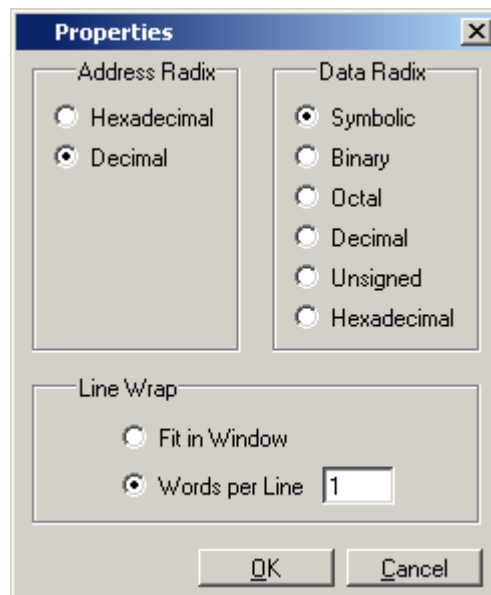 Properties
Address Radix
Hexadecimal
Decimal
Data Radix
Symbolic
Binary
Octal
Decimal
Unsigned
Hexadecimal
Line Wrap
Fit in Window
Words per Line 1
OK Cancel